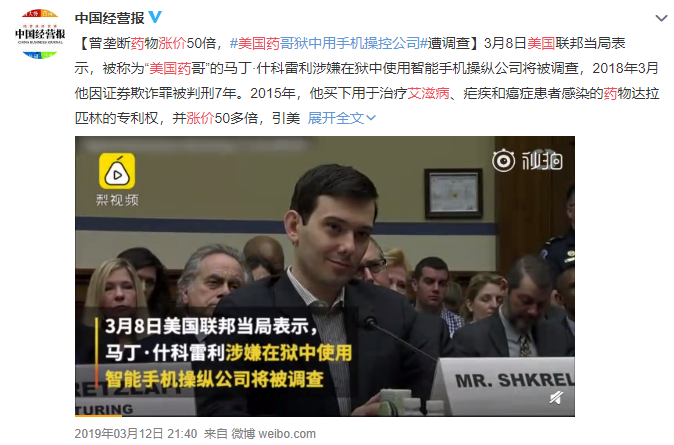 中国经营报
中国经营报
CHINA BUSINESS JOURNAL
【曾垄断药物涨价50倍，#美国药哥狱中用手机操控公司#遭调查】3月8日美国联邦当局表
示，被称为“美国药哥”的马丁·什科雷利涉嫌在狱中使用智能手机操纵公司将被调查，2018年3月
他因证券欺诈罪被判刑7年。2015年，他买下用于治疗艾滋病、疟疾和癌症患者感染的药物达拉
匹林的专利权，并涨价50多倍，引美 展开全文
梨视频
秒拍
3月8日美国联邦当局表示，
马丁·什科雷利涉嫌在狱中使用
智能手机操纵公司将被调查
RETZLAFF
TURING
MR. SHKREL
2019年03月12日 21:40 来自 微博 weibo.com